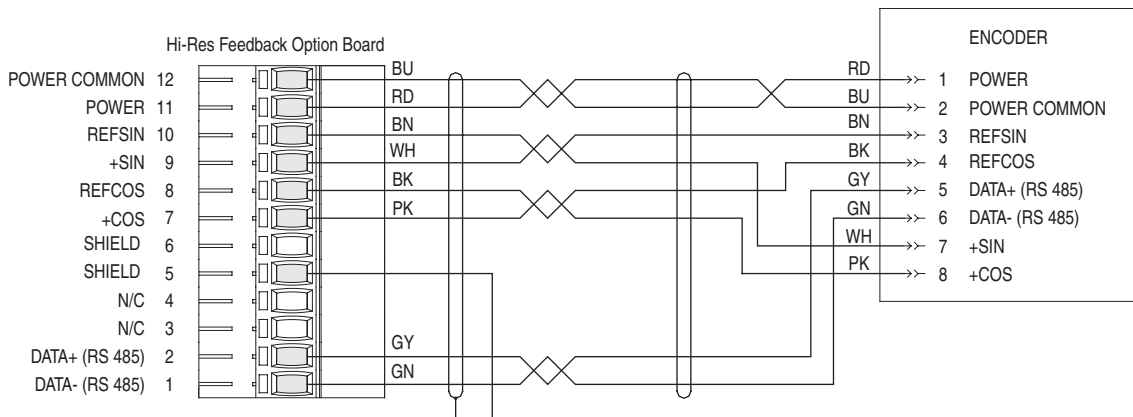 Hi-Res Feedback Option Board
POWER COMMON 12
POWER 11
REFSIN 10
+SIN 9
REFCOS 8
+COS 7
SHIELD 6
SHIELD 5
N/C 4
N/C 3
DATA+ (RS 485) 2
DATA- (RS 485) 1
BU
RD
BN
WH
BK
PK
GY
GN
RD
BU
BN
BK
GY
GN
WH
PK
ENCODER
1 POWER
2 POWER COMMON
3 REFSIN
4 REFCOS
5 DATA+ (RS 485)
6 DATA- (RS 485)
7 +SIN
8 +COS